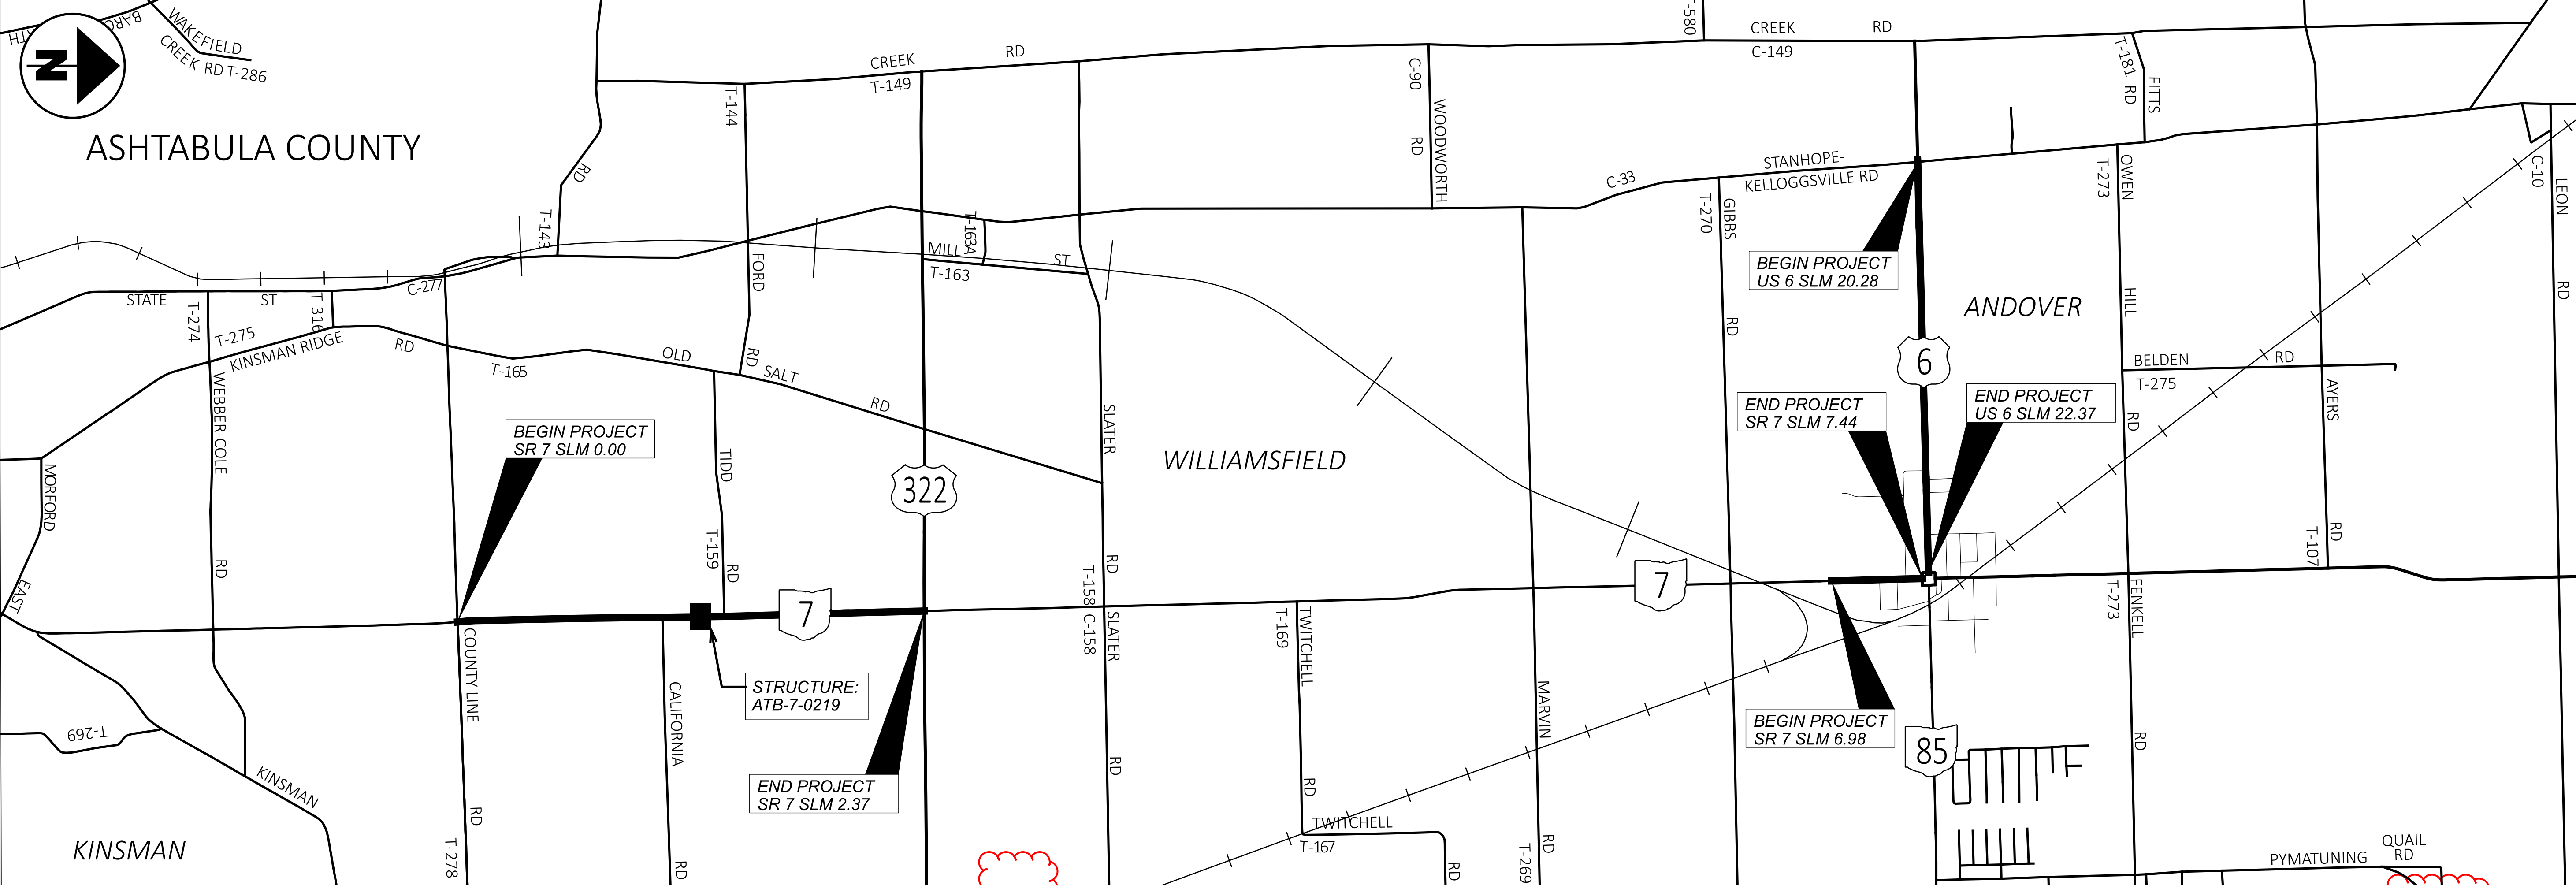 BARC
WAKEFIELD
CREEK RD T-286
N
ASHTABULA COUNTY
CREEK RD
T-149
T-580
CREEK RD
C-149
T-181 RD
FITTS
T-144
C-90
WOODWORTH
RD
RD
T-143
T-163A
MILL ST
T-163
C-33
STANHOPE-
KELLOGGSVILLE RD
T-270
GIBBS
RD
T-273
OWEN
HILL
RD
C-10
LEON
RD
STATE ST
C-277
T-274
T-316
T-275
KINSMAN RIDGE
RD
FORD
RD
T-165
OLD
SALT
RD
BEGIN PROJECT
US 6 SLM 20.28
ANDOVER
6
BELDEN RD
T-275
AYERS
RD
T-107
WEBBER-COLE
RD
MORFORD
EAST
BEGIN PROJECT
SR 7 SLM 0.00
TIDD
T-159
RD
322
SLATER
RD
T-158
WILLIAMSFIELD
END PROJECT
SR 7 SLM 7.44
END PROJECT
US 6 SLM 22.37
7
7
COUNTY LINE
RD
T-278
CALIFORNIA
RD
STRUCTURE:
ATB-7-0219
END PROJECT
SR 7 SLM 2.37
C-158
SLATER
RD
T-169
TWITCHELL
RD
MARVIN
RD
T-269
BEGIN PROJECT
SR 7 SLM 6.98
85
T-273
FENKELL
RD
T-269
KINSMAN
KINSMAN
TWITCHELL
T-167
RD
PYMATUNING
QUAIL
RD